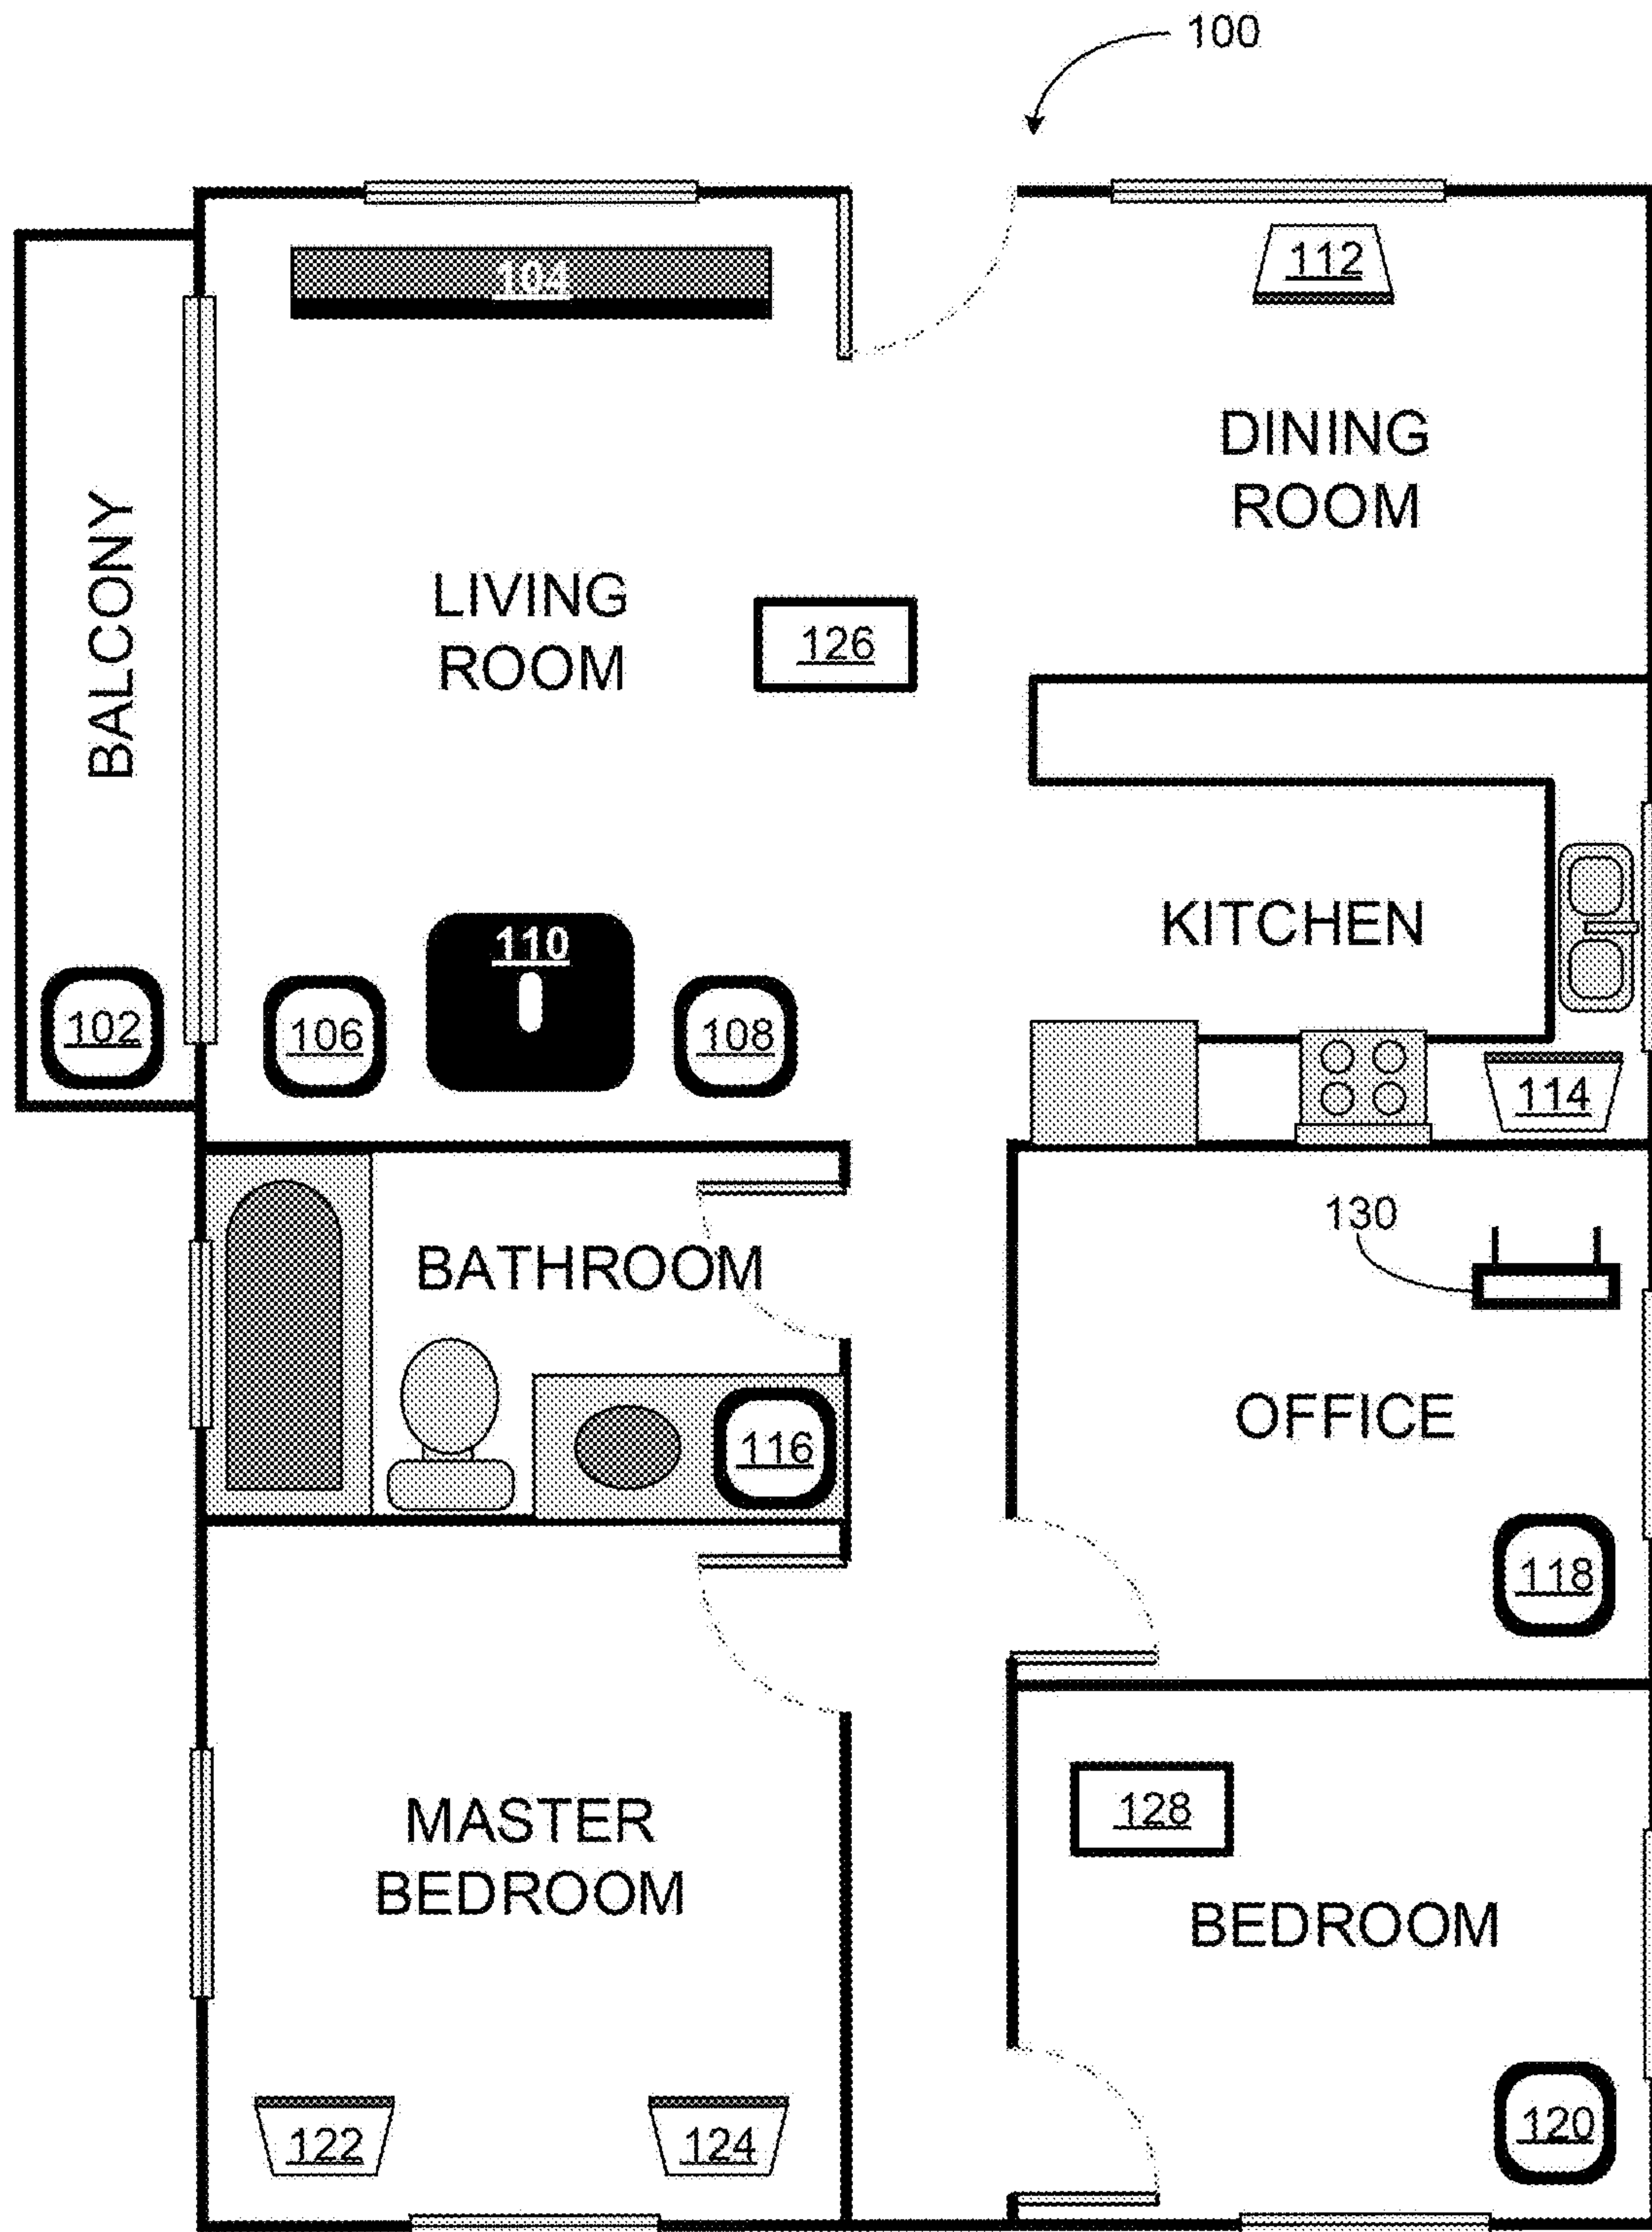 100
104
112
DINING
ROOM
BALCONY
LIVING
ROOM
126
KITCHEN
110
102
106
108
114
130
BATHROOM
OFFICE
116
118
MASTER
BEDROOM
128
BEDROOM
122
124
120